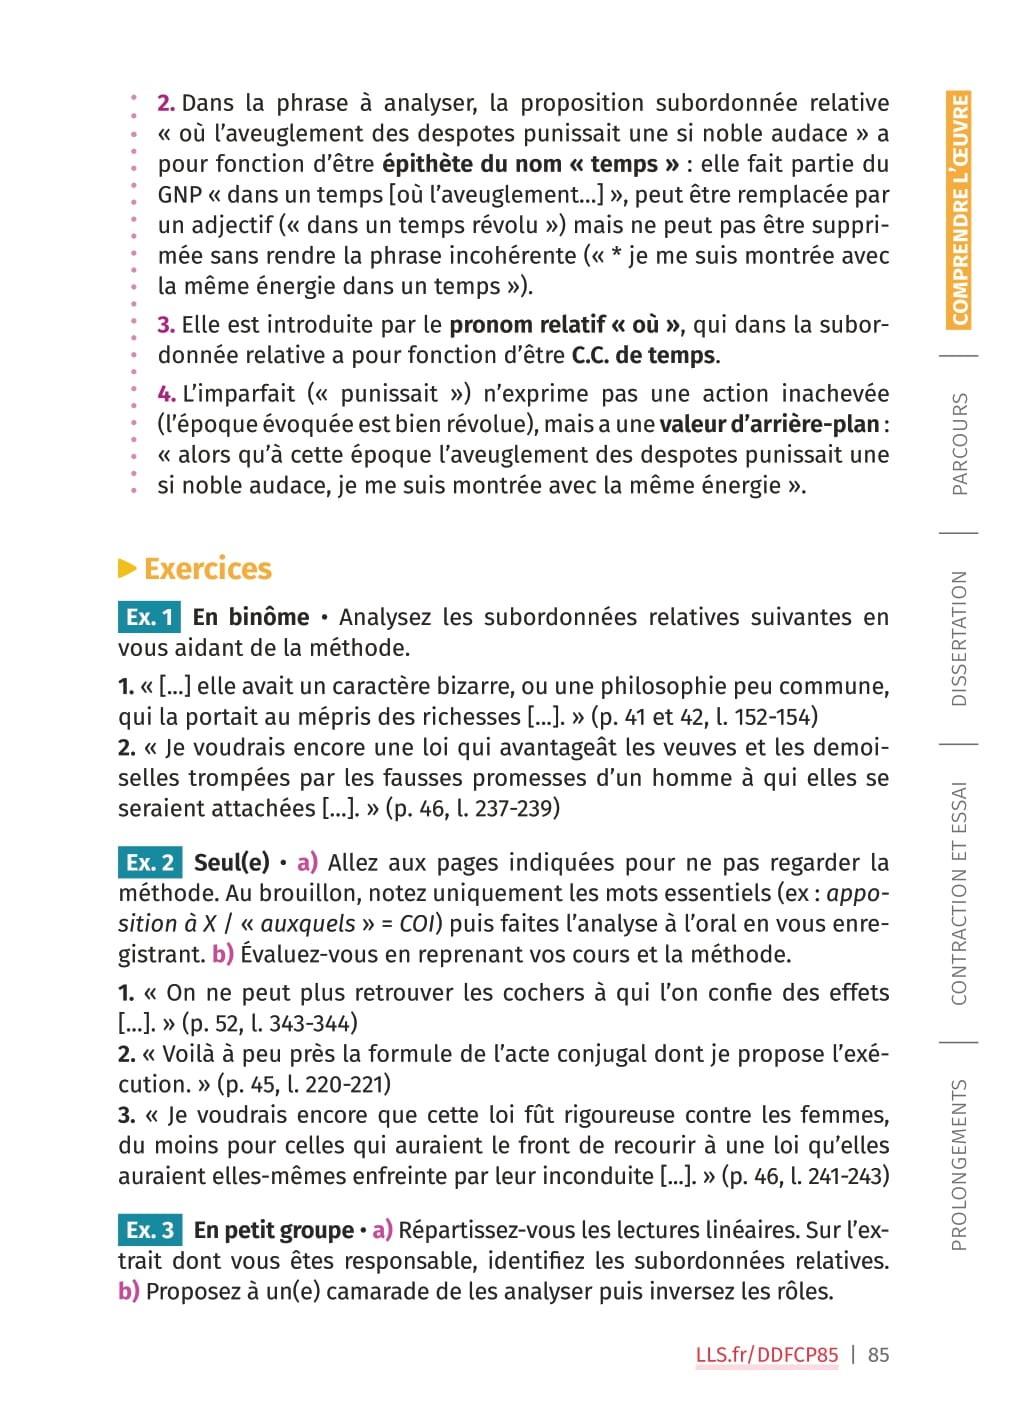 2. Dans la phrase à analyser, la proposition subordonnée relative
« où l’aveuglement des despotes punissait une si noble audace » a
pour fonction d’être épithète du nom « temps » : elle fait partie du
GNP « dans un temps [où l’aveuglement...] », peut être remplacée par
un adjectif (« dans un temps révolu ») mais ne peut pas être suppri-
mée sans rendre la phrase incohérente (« * je me suis montrée avec
la même énergie dans un temps »).
3. Elle est introduite par le pronom relatif « où », qui dans la subor-
donnée relative a pour fonction d’être C.C. de temps.
4. L’imparfait (« punissait ») n’exprime pas une action inachevée
(l’époque évoquée est bien révolue), mais a une valeur d’arrière-plan :
« alors qu’à cette époque l’aveuglement des despotes punissait une
si noble audace, je me suis montrée avec la même énergie ».
Exercices
Ex. 1 En binôme • Analysez les subordonnées relatives suivantes en
vous aidant de la méthode.
1. « [...] elle avait un caractère bizarre, ou une philosophie peu commune,
qui la portait au mépris des richesses [...]. » (p. 41 et 42, l. 152-154)
2. « Je voudrais encore une loi qui avantageât les veuves et les demoi-
selles trompées par les fausses promesses d’un homme à qui elles se
seraient attachées [...]. » (p. 46, l. 237-239)
Ex. 2 Seul(e) • a) Allez aux pages indiquées pour ne pas regarder la
méthode. Au brouillon, notez uniquement les mots essentiels (ex : appo-
sition à X / « auxquels » = COI) puis faites l’analyse à l’oral en vous enre-
gistrant. b) Évaluez-vous en reprenant vos cours et la méthode.
1. « On ne peut plus retrouver les cochers à qui l’on confie des effets
[...]. » (p. 52, l. 343-344)
2. « Voilà à peu près la formule de l’acte conjugal dont je propose l’exé-
cution. » (p. 45, l. 220-221)
3. « Je voudrais encore que cette loi fût rigoureuse contre les femmes,
du moins pour celles qui auraient le front de recourir à une loi qu’elles
auraient elles-mêmes enfreinte par leur inconduite [...]. » (p. 46, l. 241-243)
Ex. 3 En petit groupe • a) Répartissez-vous les lectures linéaires. Sur l’ex-
trait dont vous êtes responsable, identifiez les subordonnées relatives.
b) Proposez à un(e) camarade de les analyser puis inversez les rôles.
LLS.fr/DDFCP85 | 85
COMPRENDRE L’ŒUVRE
PARCOURS
DISSERTATION
CONTRACTION ET ESSAI
PROLONGEMENTS